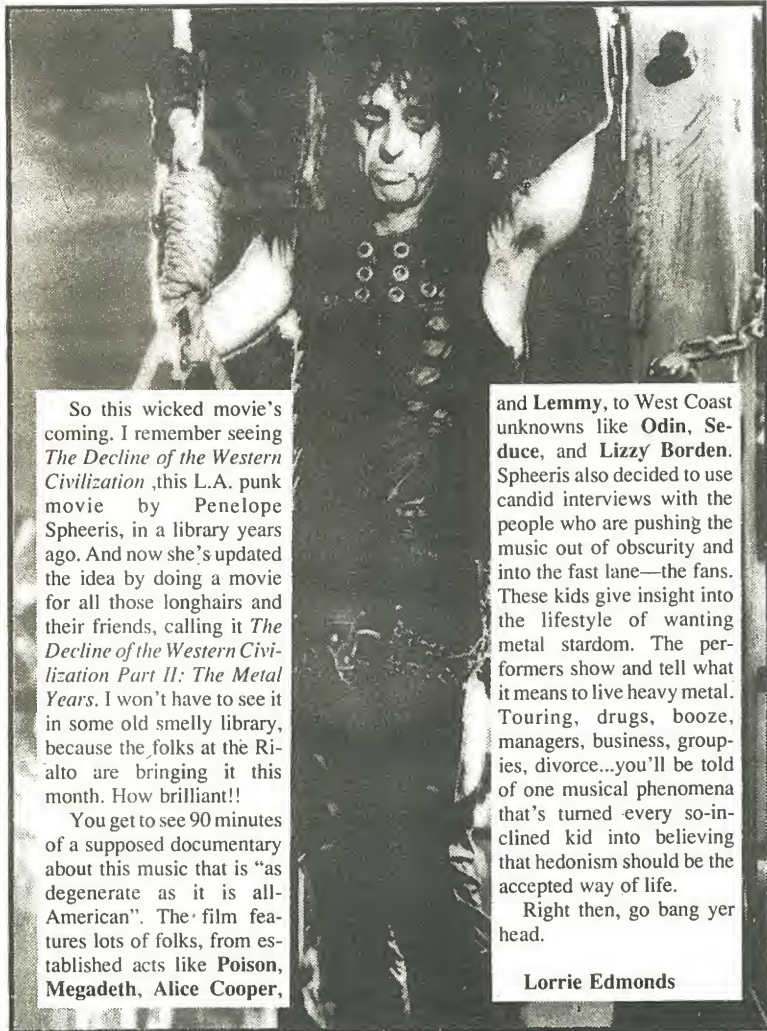 So this wicked movie's
coming. I remember seeing
The Decline of the Western
Civilization ,this L.A. punk
movie by Penelope
Spheeris, in a library years
ago. And now she's updated
the idea by doing a movie
for all those longhairs and
their friends, calling it The
Decline of the Western Civi-
lization Part II: The Metal
Years. I won't have to see it
in some old smelly library,
because the folks at the Ri-
alto are bringing it this
month. How brilliant!!
You get to see 90 minutes
of a supposed documentary
about this music that is "as
degenerate as it is all-
American". The film fea-
tures lots of folks, from es-
tablished acts like Poison,
Megadeth, Alice Cooper,
and Lemmy, to West Coast
unknowns like Odin, Se-
duce, and Lizzy Borden.
Spheeris also decided to use
candid interviews with the
people who are pushing the
music out of obscurity and
into the fast lane—the fans.
These kids give insight into
the lifestyle of wanting
metal stardom. The per-
formers show and tell what
it means to live heavy metal.
Touring, drugs, booze,
managers, business, group-
ies, divorce...you'll be told
of one musical phenomena
that's turned every so-in-
clined kid into believing
that hedonism should be the
accepted way of life.
Right then, go bang yer
head.
Lorrie Edmonds